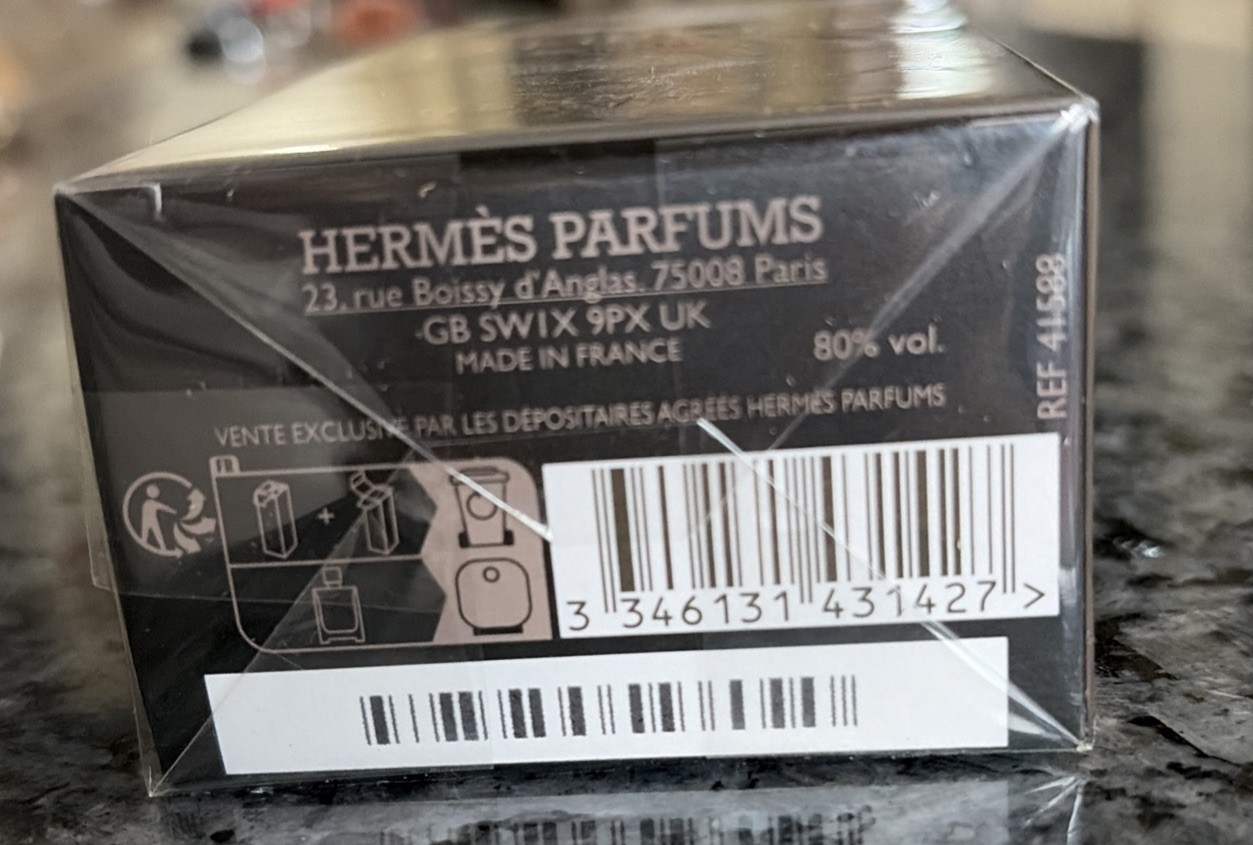 HERMÈS PARFUMS
23, rue Boissy d'Anglas. 75008 Paris
GB SW1X 9PX UK
MADE IN FRANCE
80% vol.
REF 41588
VENTE EXCLUSIVE PAR LES DÉPOSITAIRES AGRÉÉS HERMÈS PARFUMS
FR
+
3 346131 431427 >